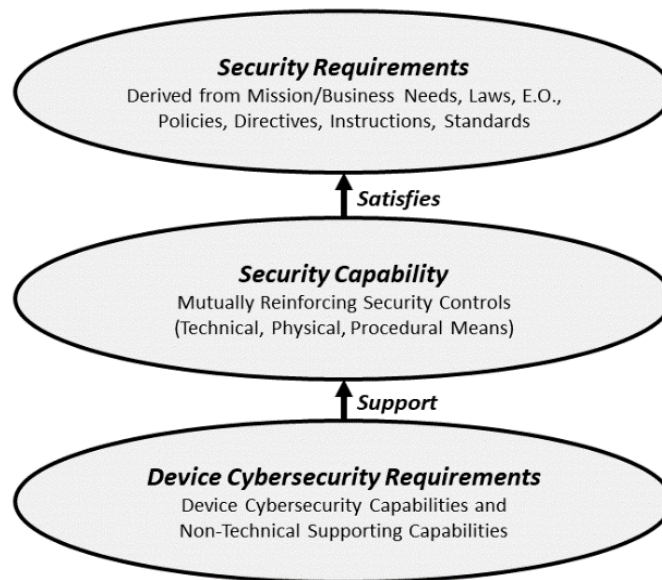 Security Requirements
Derived from Mission/Business Needs, Laws, E.O.,
Policies, Directives, Instructions, Standards
Satisfies
Security Capability
Mutually Reinforcing Security Controls
(Technical, Physical, Procedural Means)
Support
Device Cybersecurity Requirements
Device Cybersecurity Capabilities and
Non-Technical Supporting Capabilities